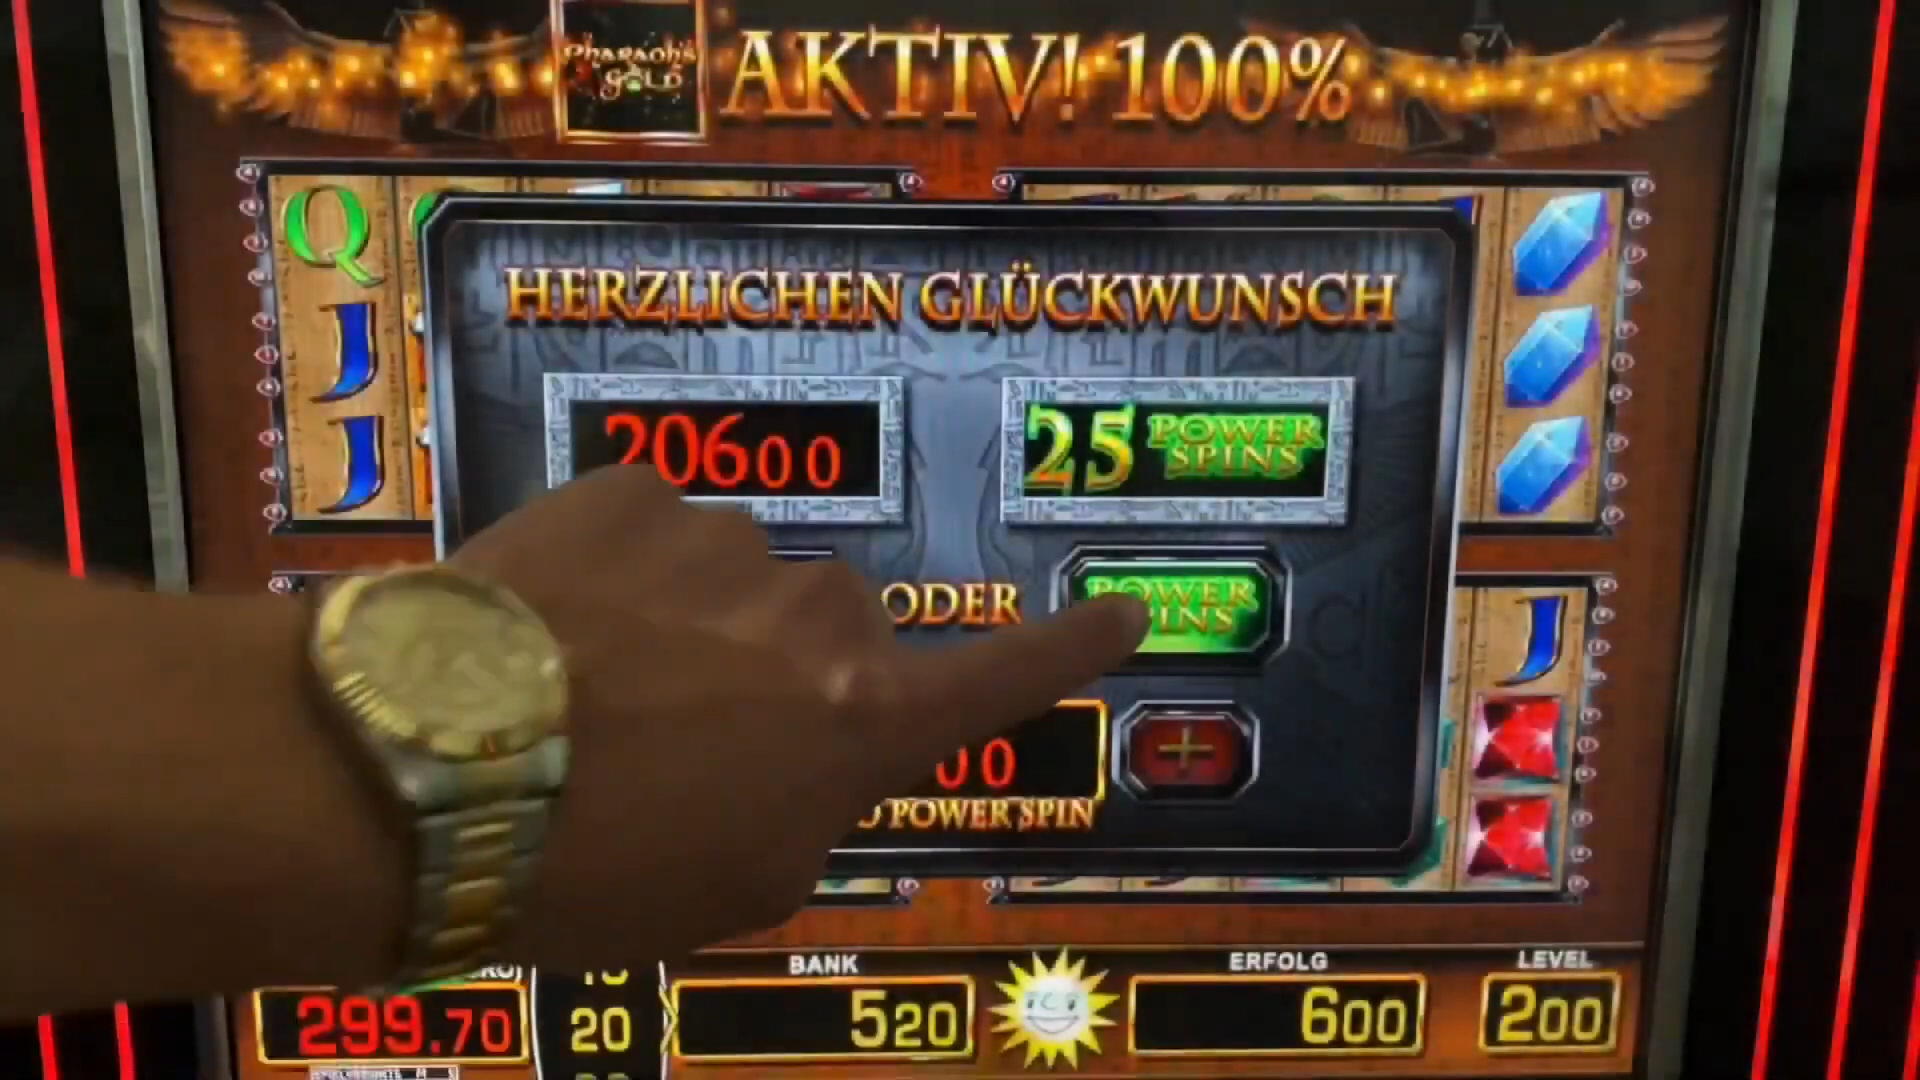 PHARAOH'S
GOLD
AKTIV! 100%
Q
J
J
HERZLICHEN GLÜCKWUNSCH
20600
25 POWER
SPINS
ODER
POWER
00
+
POWER SPIN
J
BANK
ERFOLG
LEVEL
299.70
20
520
600
200